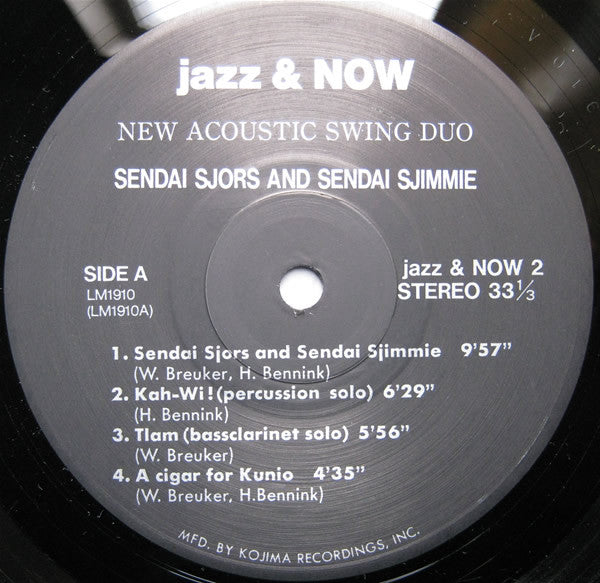 jazz & NOW
NEW ACOUSTIC SWING DUO
SENDAI SJORS AND SENDAI SJIMMIE
SIDE A
LM1910
(LM1910A)
jazz & NOW 2
STEREO 33⅓
1. Sendai Sjors and Sendai Sjimmie 9'57"
(W. Breuker, H. Bennink)
2. Kah-Wi! (percussion solo) 6'29"
(H. Bennink)
3. Tlam (bassclarinet solo) 5'56"
(W. Breuker)
4. A cigar for Kunio 4'35"
(W. Breuker, H.Bennink)
MFD. BY KOJIMA RECORDINGS, INC.